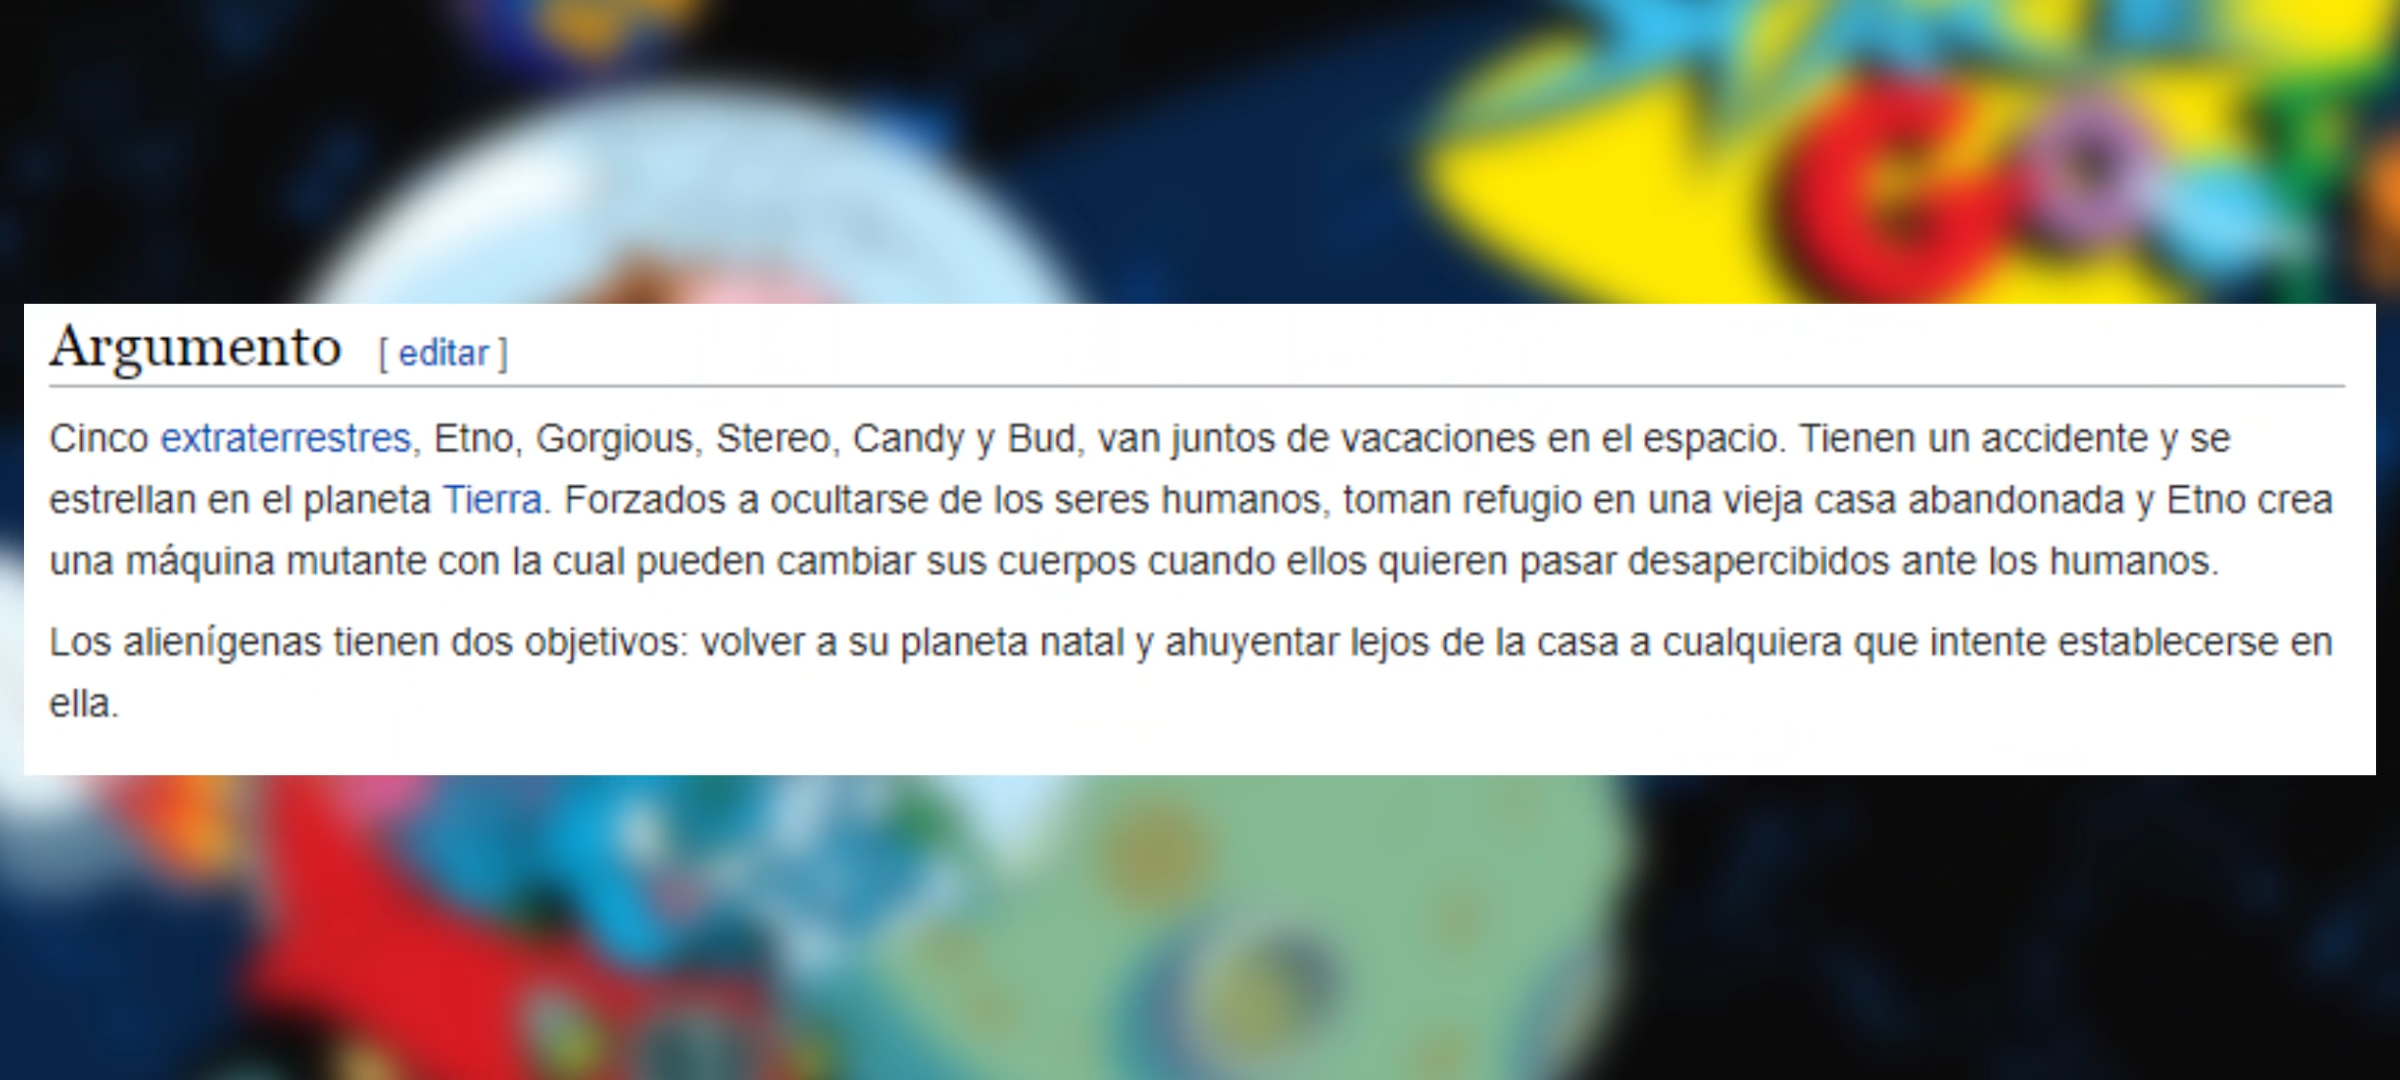 Argumento [ editar ]
Cinco extraterrestres, Etno, Gorgious, Stereo, Candy y Bud, van juntos de vacaciones en el espacio. Tienen un accidente y se
estrellan en el planeta Tierra. Forzados a ocultarse de los seres humanos, toman refugio en una vieja casa abandonada y Etno crea
una máquina mutante con la cual pueden cambiar sus cuerpos cuando ellos quieren pasar desapercibidos ante los humanos.
Los alienígenas tienen dos objetivos: volver a su planeta natal y ahuyentar lejos de la casa a cualquiera que intente establecerse en
ella.